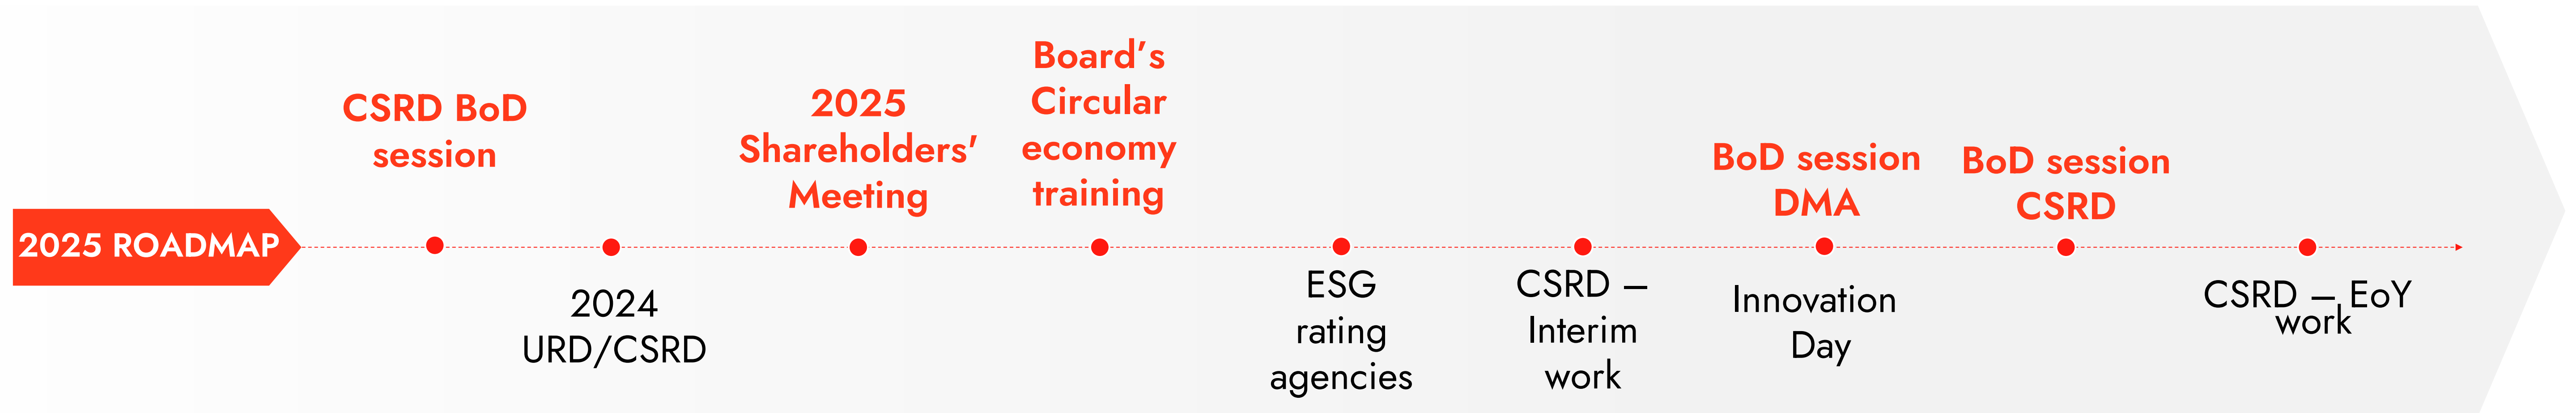 2025 ROADMAP
CSRD BoD
session
2024
URD/CSRD
2025
Shareholders'
Meeting
Board's
Circular
economy
training
ESG
rating
agencies
CSRD –
Interim
work
BoD session
DMA
Innovation
Day
BoD session
CSRD
CSRD – EoY
work